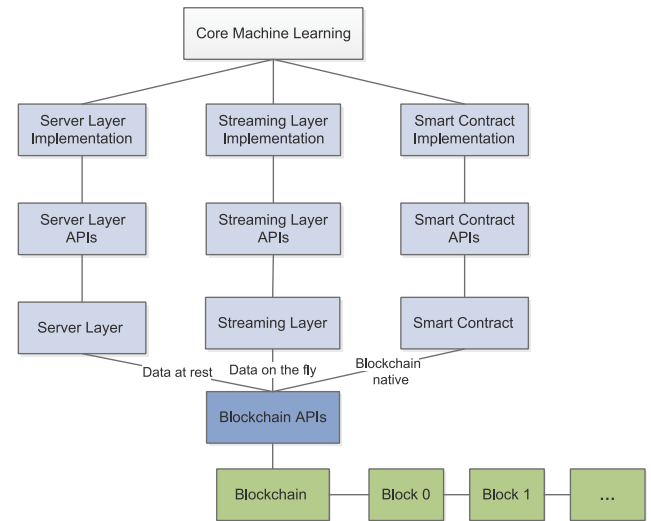 Core Machine Learning
Server Layer
Implementation
Streaming Layer
Implementation
Smart Contract
Implementation
Server Layer
APIs
Streaming Layer
APIs
Smart Contract
APIs
Server Layer
Streaming Layer
Smart Contract
Data at rest
Data on the fly
Blockchain
native
Blockchain APIs
Blockchain
Block 0
Block 1
...